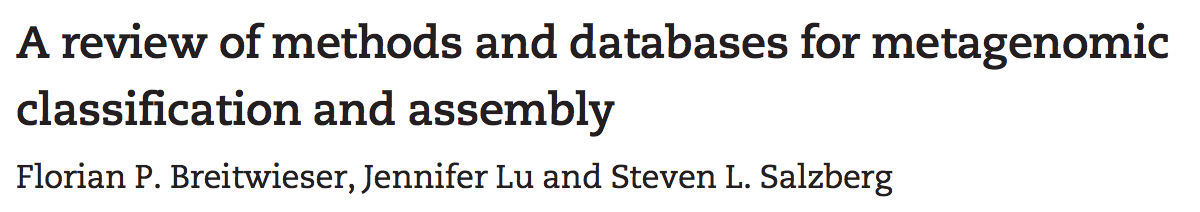 A review of methods and databases for metagenomic
classification and assembly
Florian P. Breitwieser, Jennifer Lu and Steven L. Salzberg